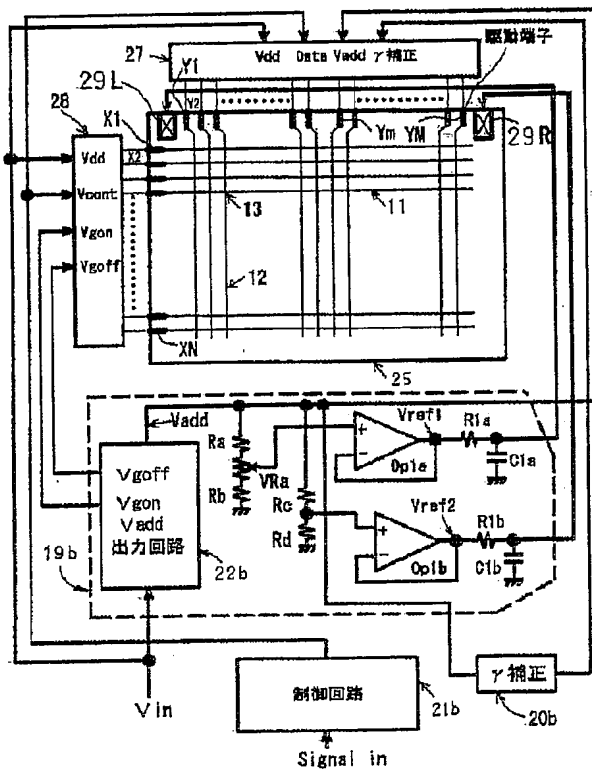 27
Vdd Data Vadd γ補正
駆動端子
29L
Y1
Y2
28
X1
X2
Ym
YM
29R
Vdd
Vcont
Vgon
Vgoff
13
11
12
XN
25
Vadd
Vref1
R1a
Ra
Rb
VRa
Op1a
C1a
Rc
Rd
Vref2
R1b
Op1b
C1b
Vgoff
Vgon
Vadd
出力回路
19b
22b
Vin
制御回路
21b
γ補正
20b
Signal in